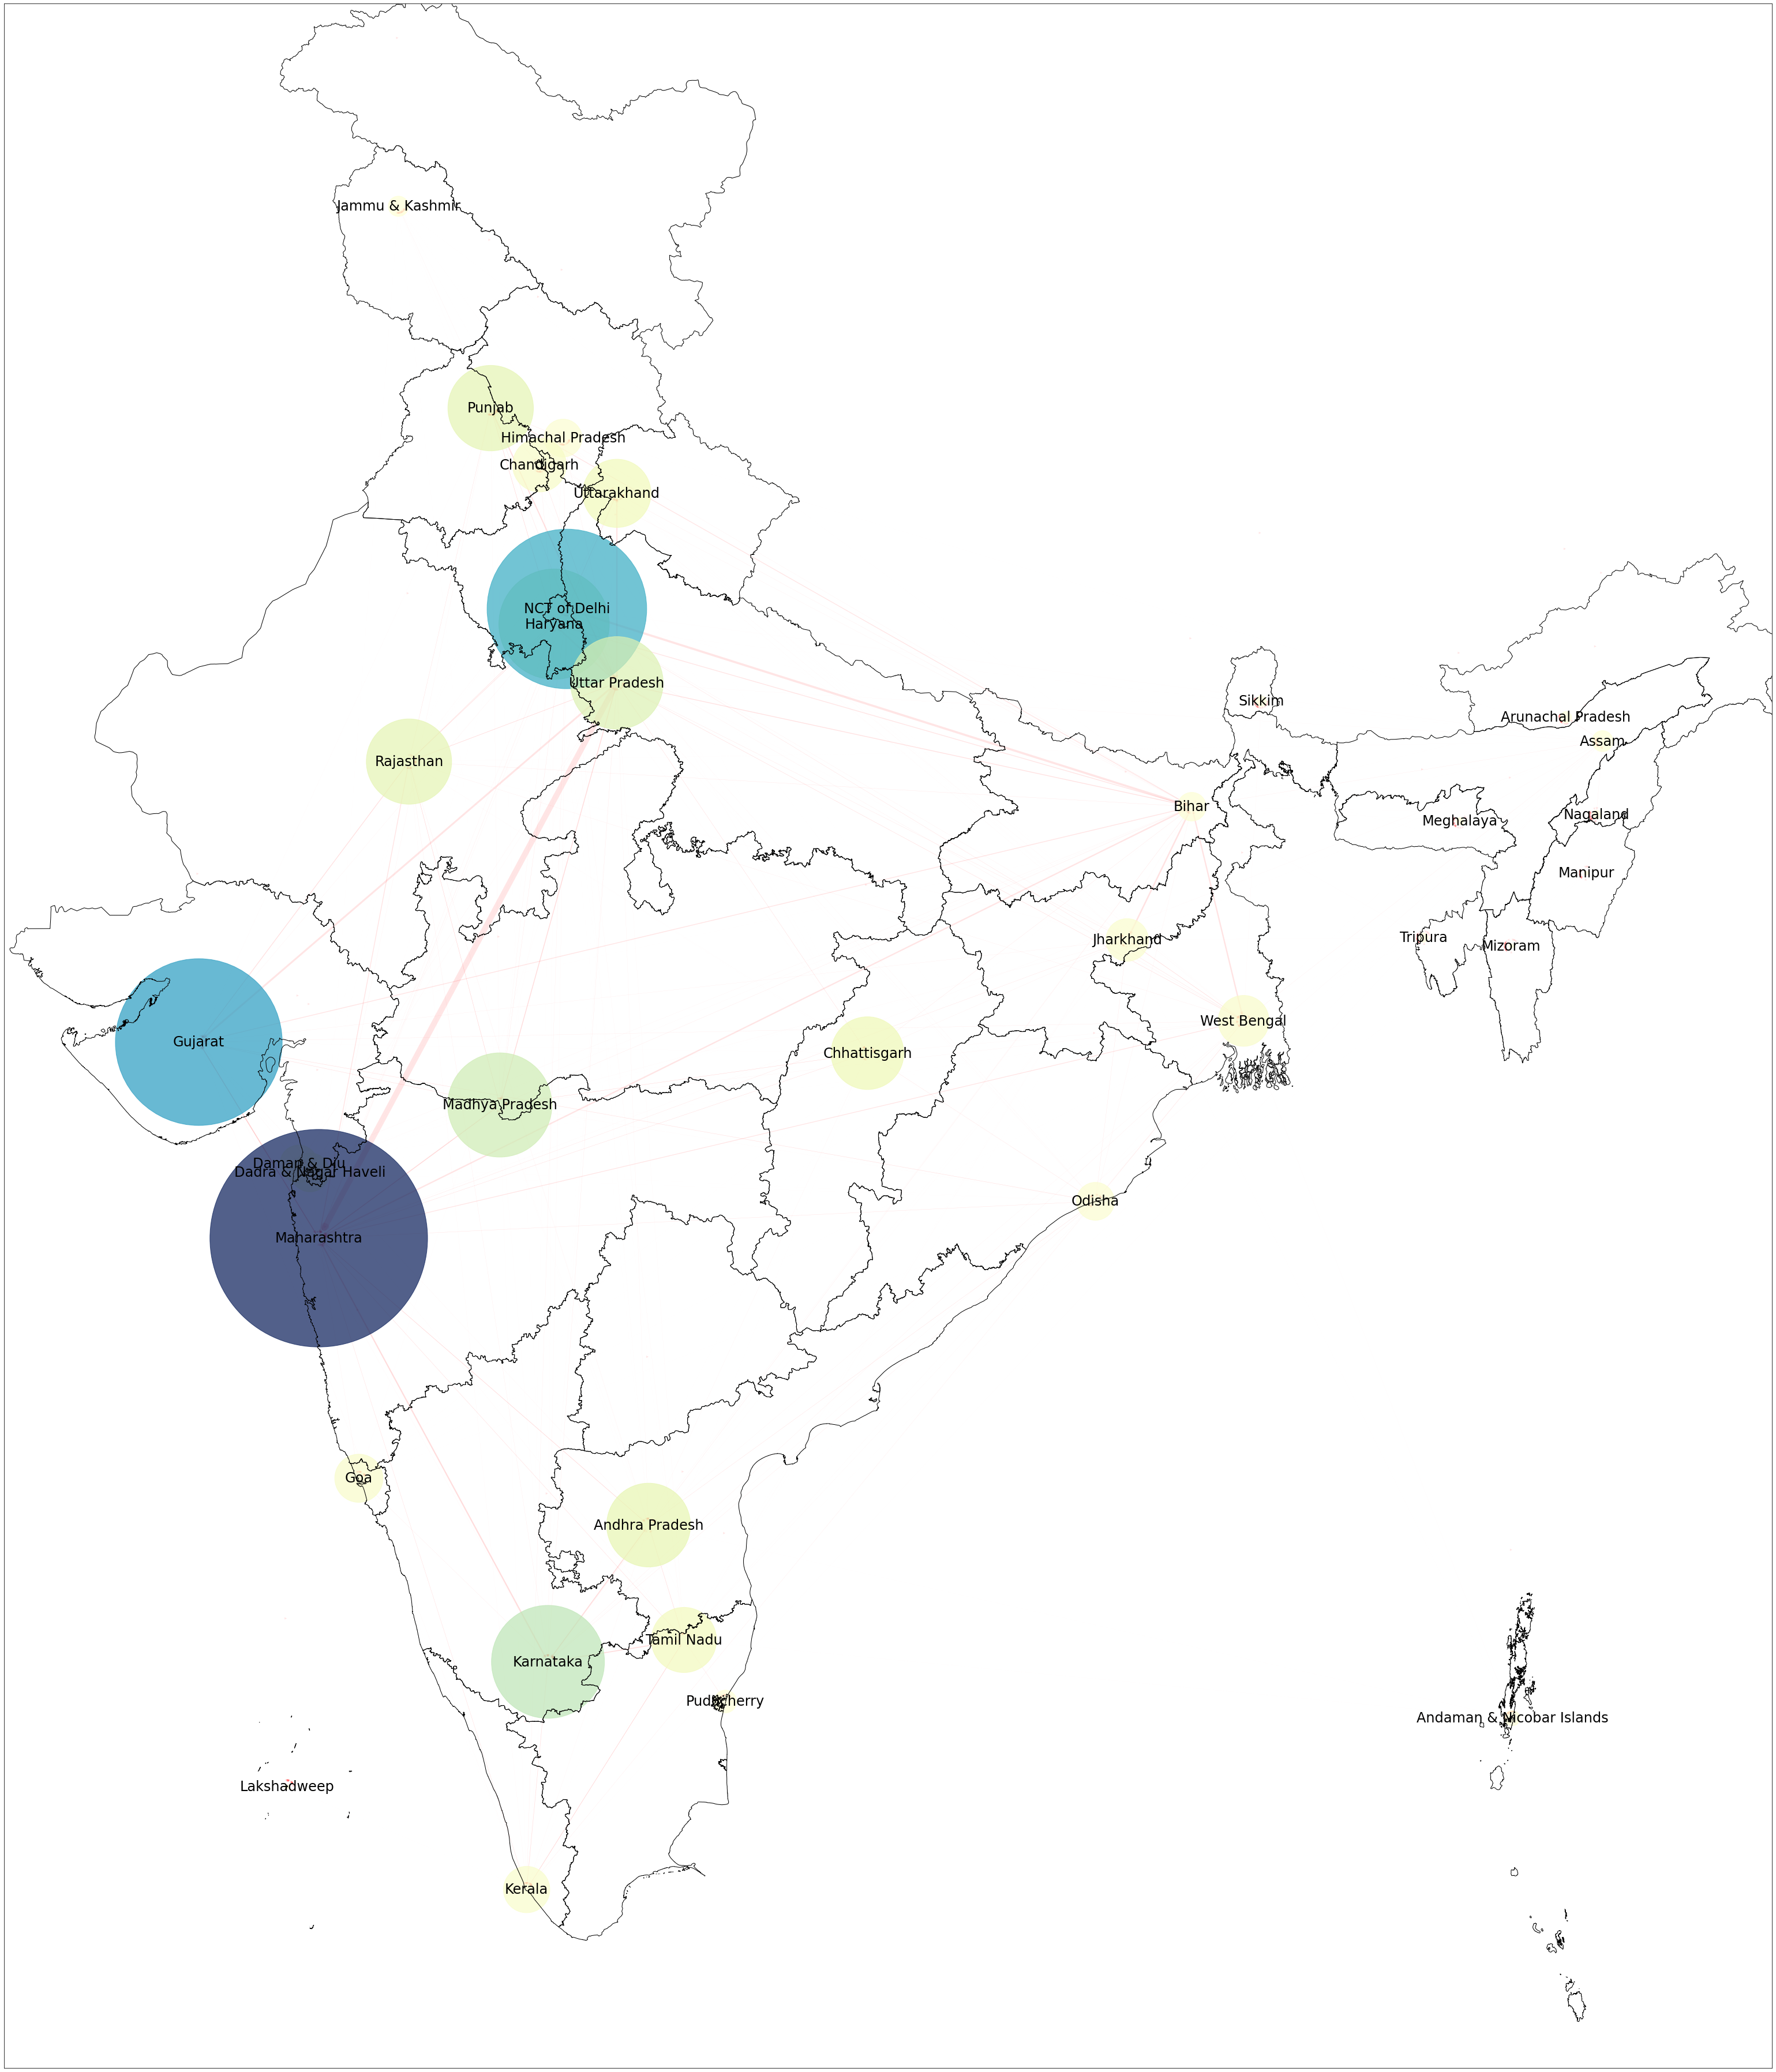 Jammu & Kashmir
Punjab
Himachal Pradesh
Chandigarh
Uttarakhand
NCT of Delhi
Haryana
Uttar Pradesh
Sikkim
Arunachal Pradesh
Assam
Rajasthan
Bihar
Nagaland
Meghalaya
Manipur
Tripura
Jharkhand
Mizoram
West Bengal
Gujarat
Chhattisgarh
Madhya Pradesh
Daman & Diu
Dadra & Nagar Haveli
Odisha
Maharashtra
Goa
Andhra Pradesh
Tamil Nadu
Karnataka
Puducherry
Andaman & Nicobar Islands
Lakshadweep
Kerala